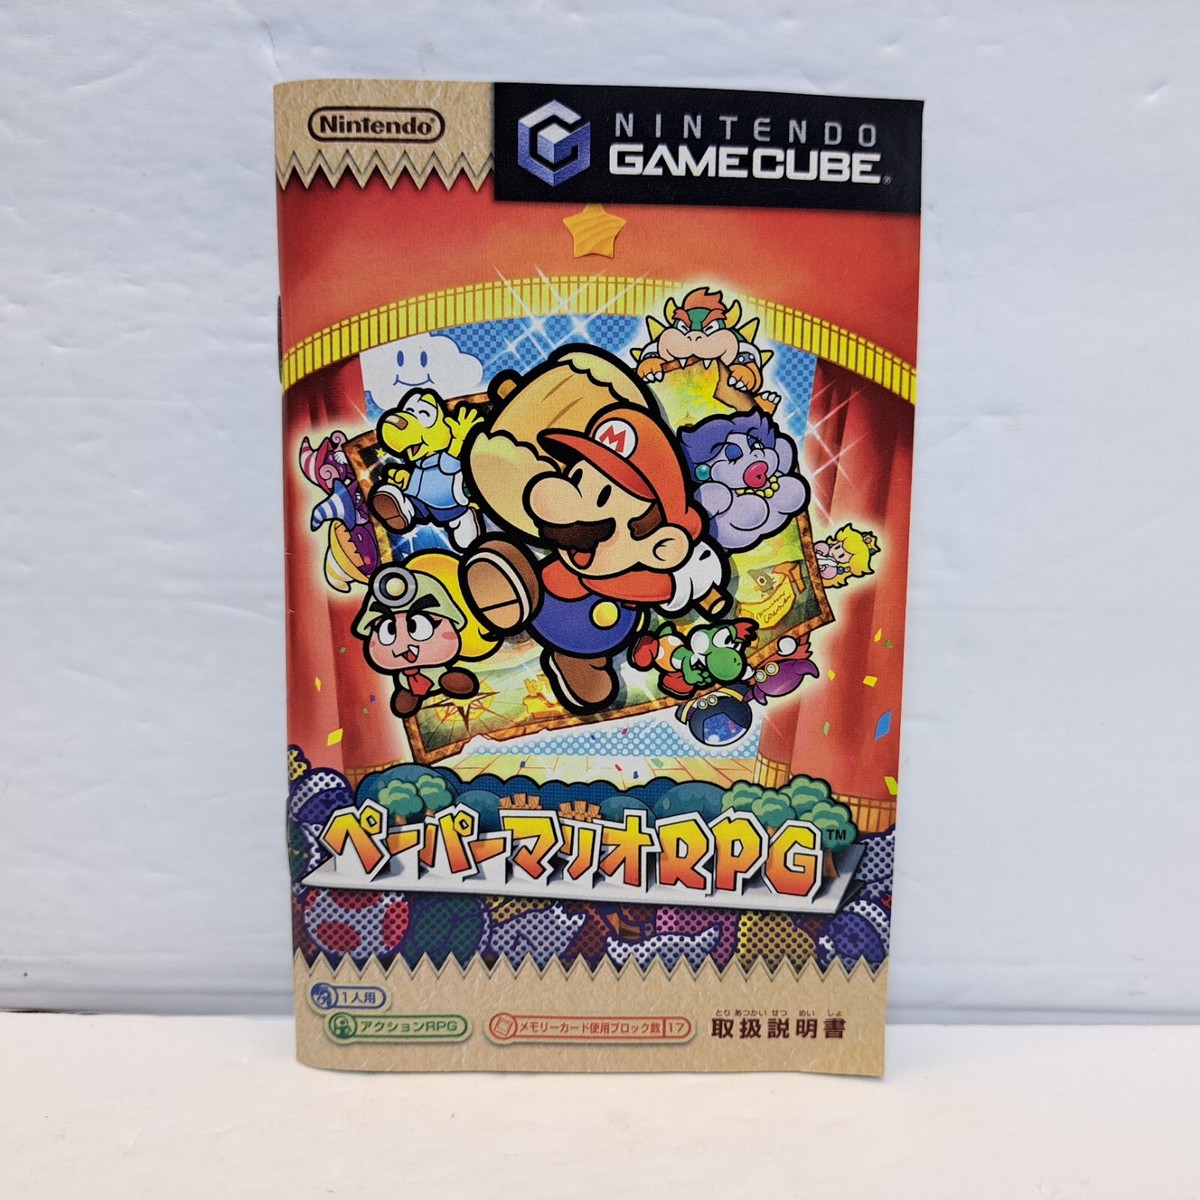 Nintendo®
NINTENDO
GAMECUBE®
M
ペーパーマリオRPG™
1人用
アクションRPG
メモリーカード使用ブロック数 17
とり あつかい せつ めい しょ
取扱説明書